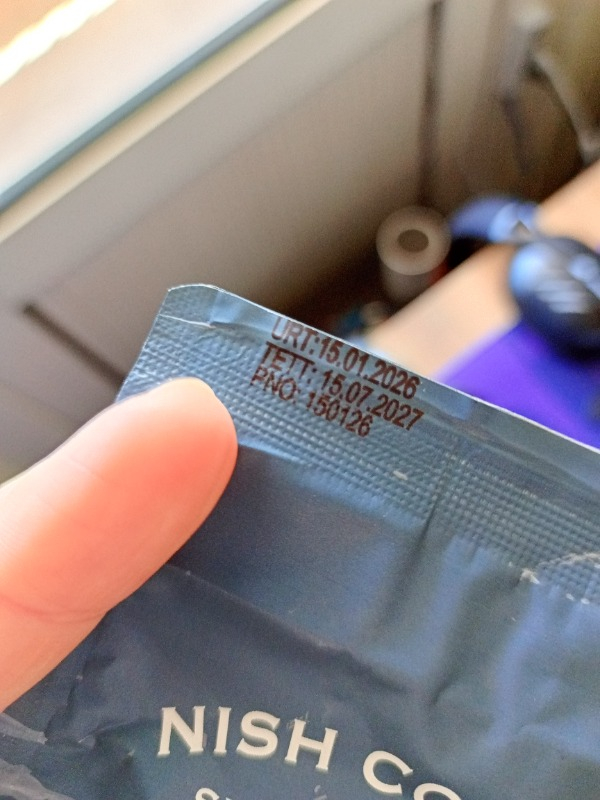 URT:15.01.2026
TETT: 15.07.2027
PNO: 150126
NISH CO